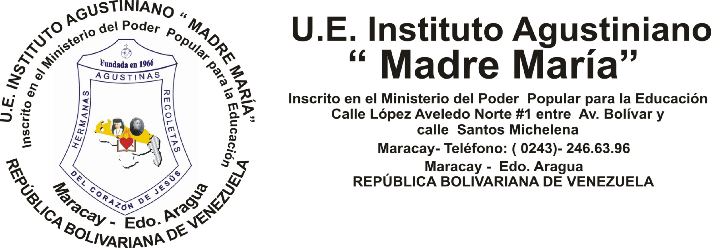 U.E. INSTITUTO AGUSTINIANO “ MADRE MARÍA”
Inscrito en el Ministerio del Poder Popular para la Educación
Fundada en 1966
AGUSTINAS
HERMANAS
RECOLETAS
DEL CORAZÓN DE JESÚS
Maracay - Edo. Aragua
REPÚBLICA BOLIVARIANA DE VENEZUELA
U.E. Instituto Agustiniano
“ Madre María”
Inscrito en el Ministerio del Poder Popular para la Educación
Calle López Aveledo Norte #1 entre Av. Bolívar y
calle Santos Michelena
Maracay- Teléfono: ( 0243)- 246.63.96
Maracay - Edo. Aragua
REPÚBLICA BOLIVARIANA DE VENEZUELA